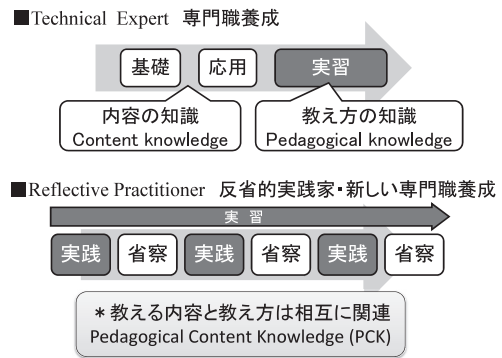 ■Technical Expert 専門職養成
基礎 応用 実習
内容の知識 教え方の知識
Content knowledge Pedagogical knowledge
■Reflective Practitioner 反省的実践家・新しい専門職養成
実 習
実践 省察 実践 省察 実践 省察
＊教える内容と教え方は相互に関連
Pedagogical Content Knowledge (PCK)